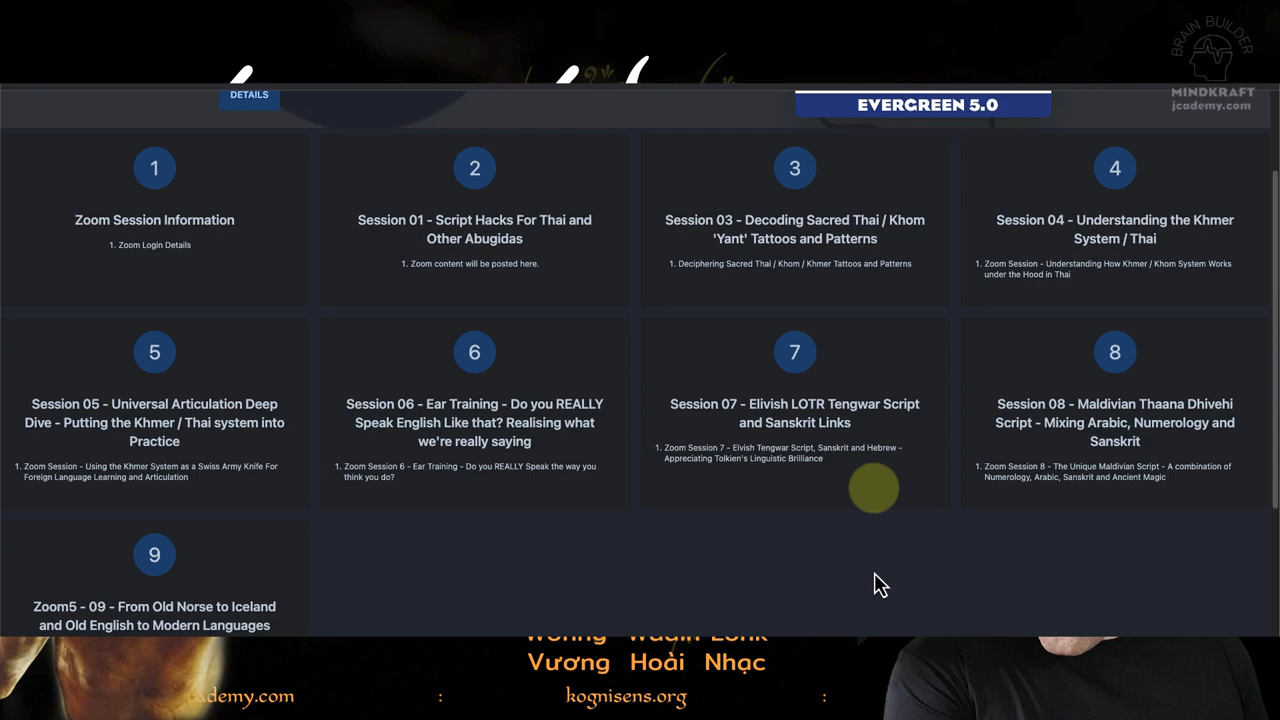 BRAIN BUILDER
MINDKRAFT
jcademy.com
DETAILS
EVERGREEN 5.0
1
Zoom Session Information
1. Zoom Login Details
2
Session 01 - Script Hacks For Thai and
Other Abugidas
1. Zoom content will be posted here.
3
Session 03 - Decoding Sacred Thai / Khom
'Yant' Tattoos and Patterns
1. Deciphering Sacred Thai / Khom / Khmer Tattoos and Patterns
4
Session 04 - Understanding the Khmer
System / Thai
1. Zoom Session - Understanding How Khmer / Khom System Works
under the Hood in Thai
5
Session 05 - Universal Articulation Deep
Dive - Putting the Khmer / Thai system into
Practice
1. Zoom Session - Using the Khmer System as a Swiss Army Knife For
Foreign Language Learning and Articulation
6
Session 06 - Ear Training - Do you REALLY
Speak English Like that? Realising what
we're really saying
1. Zoom Session 6 - Ear Training - Do you REALLY Speak the way you
think you do?
7
Session 07 - Elivish LOTR Tengwar Script
and Sanskrit Links
1. Zoom Session 7 - Elvish Tengwar Script, Sanskrit and Hebrew -
Appreciating Tolkien's Linguistic Brilliance
8
Session 08 - Maldivian Thaana Dhivehi
Script - Mixing Arabic, Numerology and
Sanskrit
1. Zoom Session 8 - The Unique Maldivian Script - A combination of
Numerology, Arabic, Sanskrit and Ancient Magic
9
Zoom5 - 09 - From Old Norse to Iceland
and Old English to Modern Languages
Vương Hoài Nhạc
ademy.com : kognisens.org :